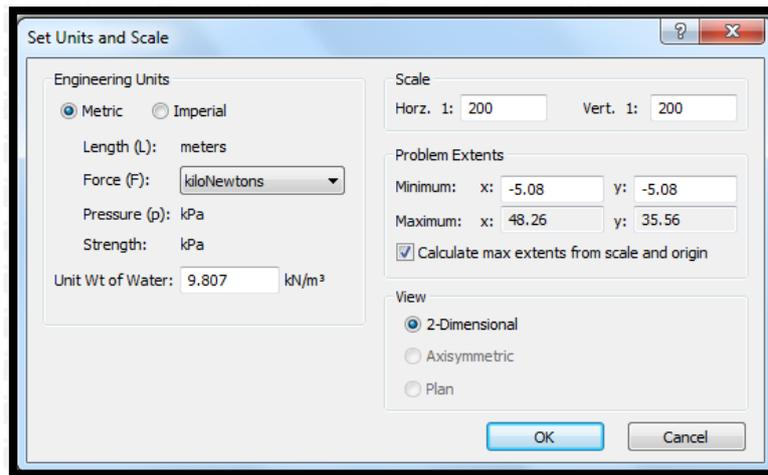 Set Units and Scale
Engineering Units
Metric Imperial
Length (L): meters
Force (F): kiloNewtons
Pressure (p): kPa
Strength: kPa
Unit Wt of Water: 9.807 kN/m³
Scale
Horz. 1: 200 Vert. 1: 200
Problem Extents
Minimum: x: -5.08 y: -5.08
Maximum: x: 48.26 y: 35.56
Calculate max extents from scale and origin
View
2-Dimensional
Axisymmetric
Plan
OK Cancel